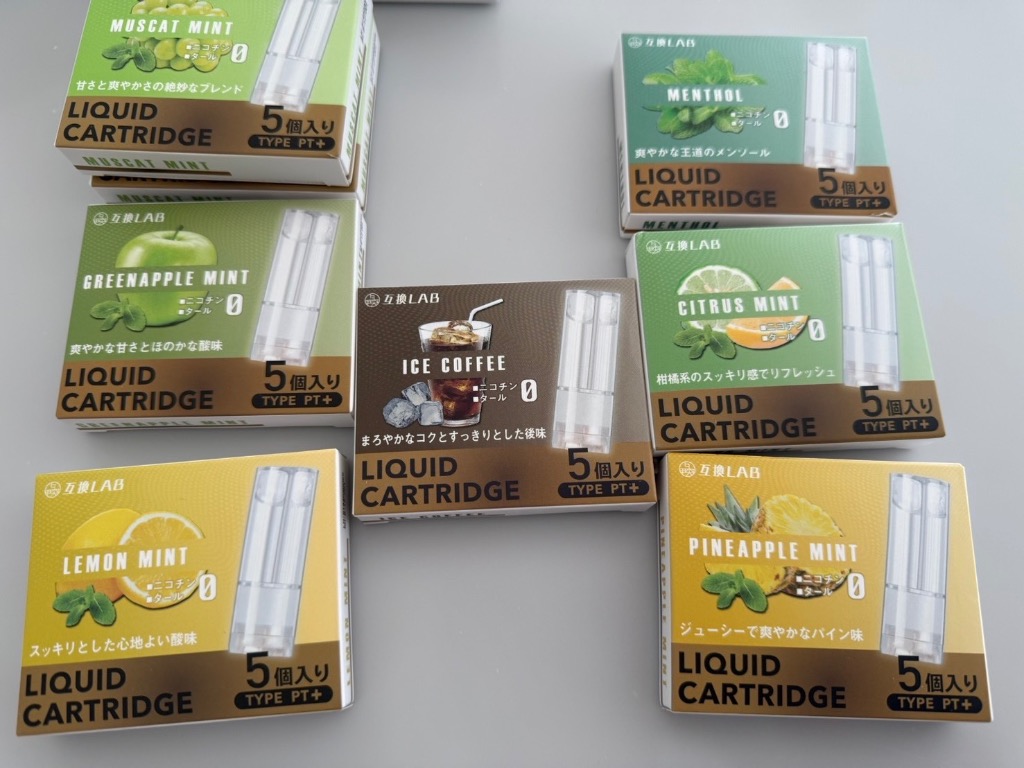 MUSCAT MINT
■ニコチン
■タール 0
甘さと爽やかさの絶妙なブレンド
LIQUID
CARTRIDGE
5個入り
TYPE PT+
MUSCAT MINT
MUSCAT MINT
互換LAB
MENTHOL
■ニコチン
■タール 0
爽やかな王道のメンソール
LIQUID
CARTRIDGE
5個入り
TYPE PT+
MENTHOL
互換LAB
GREENAPPLE MINT
■ニコチン
■タール 0
爽やかな甘さとほのかな酸味
LIQUID
CARTRIDGE
5個入り
TYPE PT+
GREENAPPLE MINT
互換LAB
CITRUS MINT
■ニコチン
■タール 0
柑橘系のスッキリ感でリフレッシュ
LIQUID
CARTRIDGE
5個入り
TYPE PT+
互換LAB
ICE COFFEE
■ニコチン
■タール 0
まろやかなコクとすっきりとした後味
LIQUID
CARTRIDGE
5個入り
TYPE PT+
ICE COFFEE
互換LAB
LEMON MINT
■ニコチン
■タール 0
スッキリとした心地よい酸味
LIQUID
CARTRIDGE
5個入り
TYPE PT+
LEMON MINT
互換LAB
PINEAPPLE MINT
■ニコチン
■タール 0
ジューシーで爽やかなパイン味
LIQUID
CARTRIDGE
5個入り
TYPE PT+
PINEAPPLE MINT